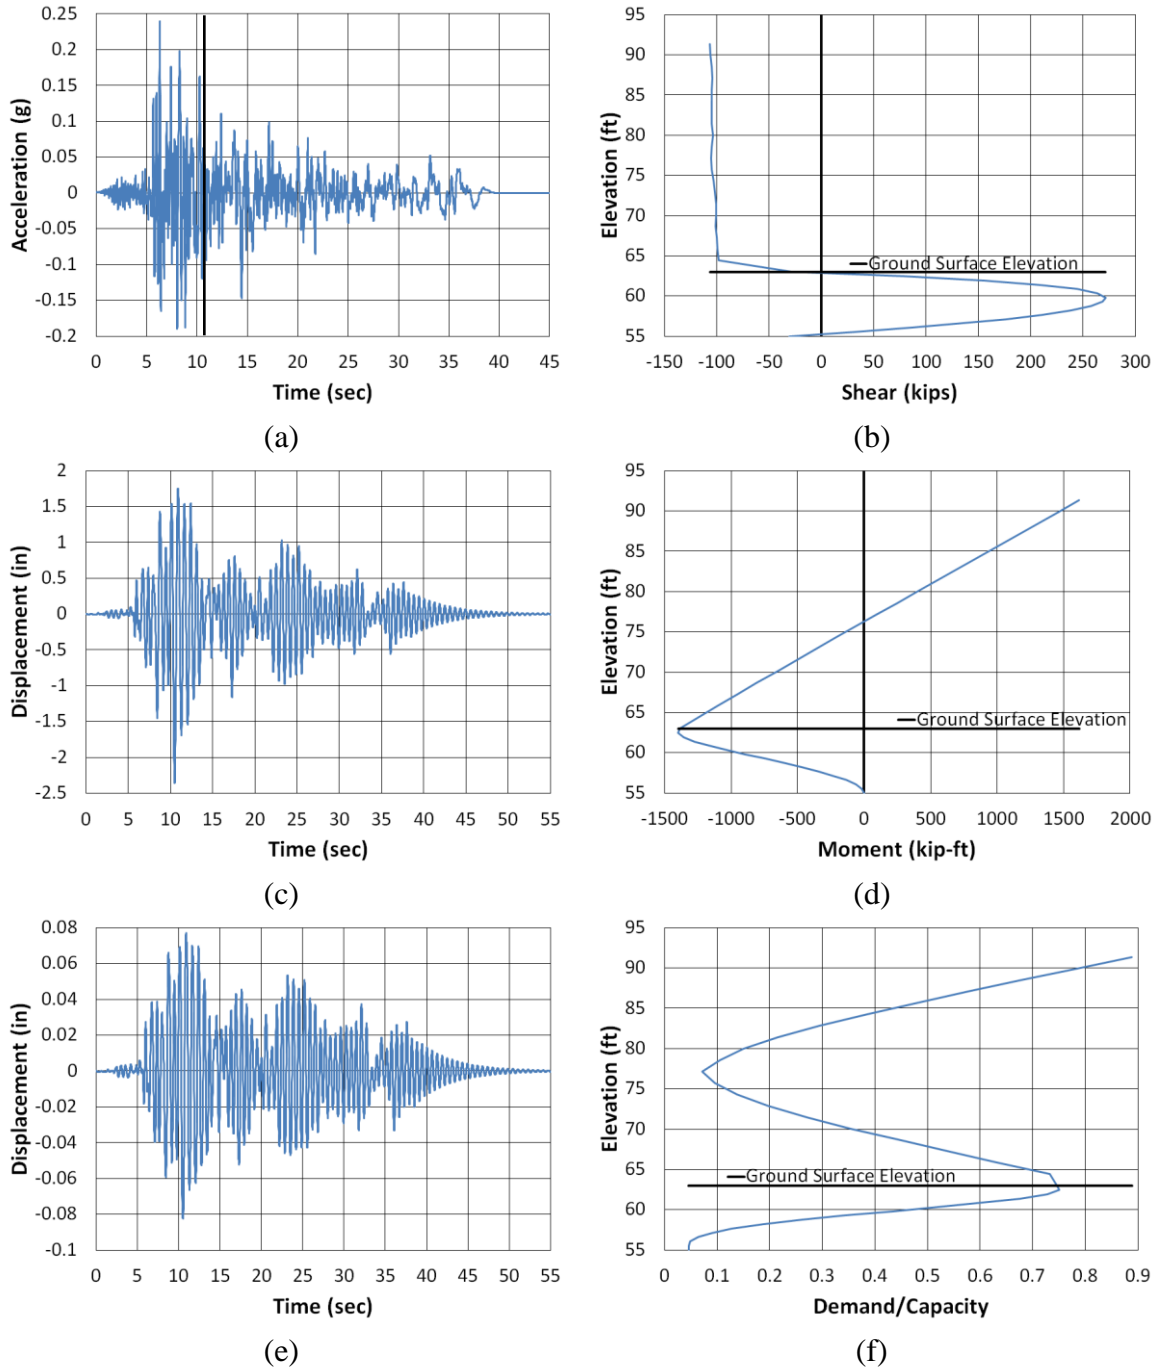 0.25
0.2
0.15
0.1
0.05
0
-0.05
-0.1
-0.15
-0.2
Acceleration (g)
0 5 10 15 20 25 30 35 40 45
Time (sec)
(a)
95
90
85
80
75
70
65
60
55
Elevation (ft)
Ground Surface Elevation
-150 -100 -50 0 50 100 150 200 250 300
Shear (kips)
(b)
2
1.5
1
0.5
0
-0.5
-1
-1.5
-2
-2.5
Displacement (in)
0 5 10 15 20 25 30 35 40 45 50 55
Time (sec)
(c)
95
90
85
80
75
70
65
60
55
Elevation (ft)
Ground Surface Elevation
-1500 -1000 -500 0 500 1000 1500 2000
Moment (kip-ft)
(d)
0.08
0.06
0.04
0.02
0
-0.02
-0.04
-0.06
-0.08
-0.1
Displacement (in)
0 5 10 15 20 25 30 35 40 45 50 55
Time (sec)
(e)
95
90
85
80
75
70
65
60
55
Elevation (ft)
Ground Surface Elevation
0 0.1 0.2 0.3 0.4 0.5 0.6 0.7 0.8 0.9
Demand/Capacity
(f)